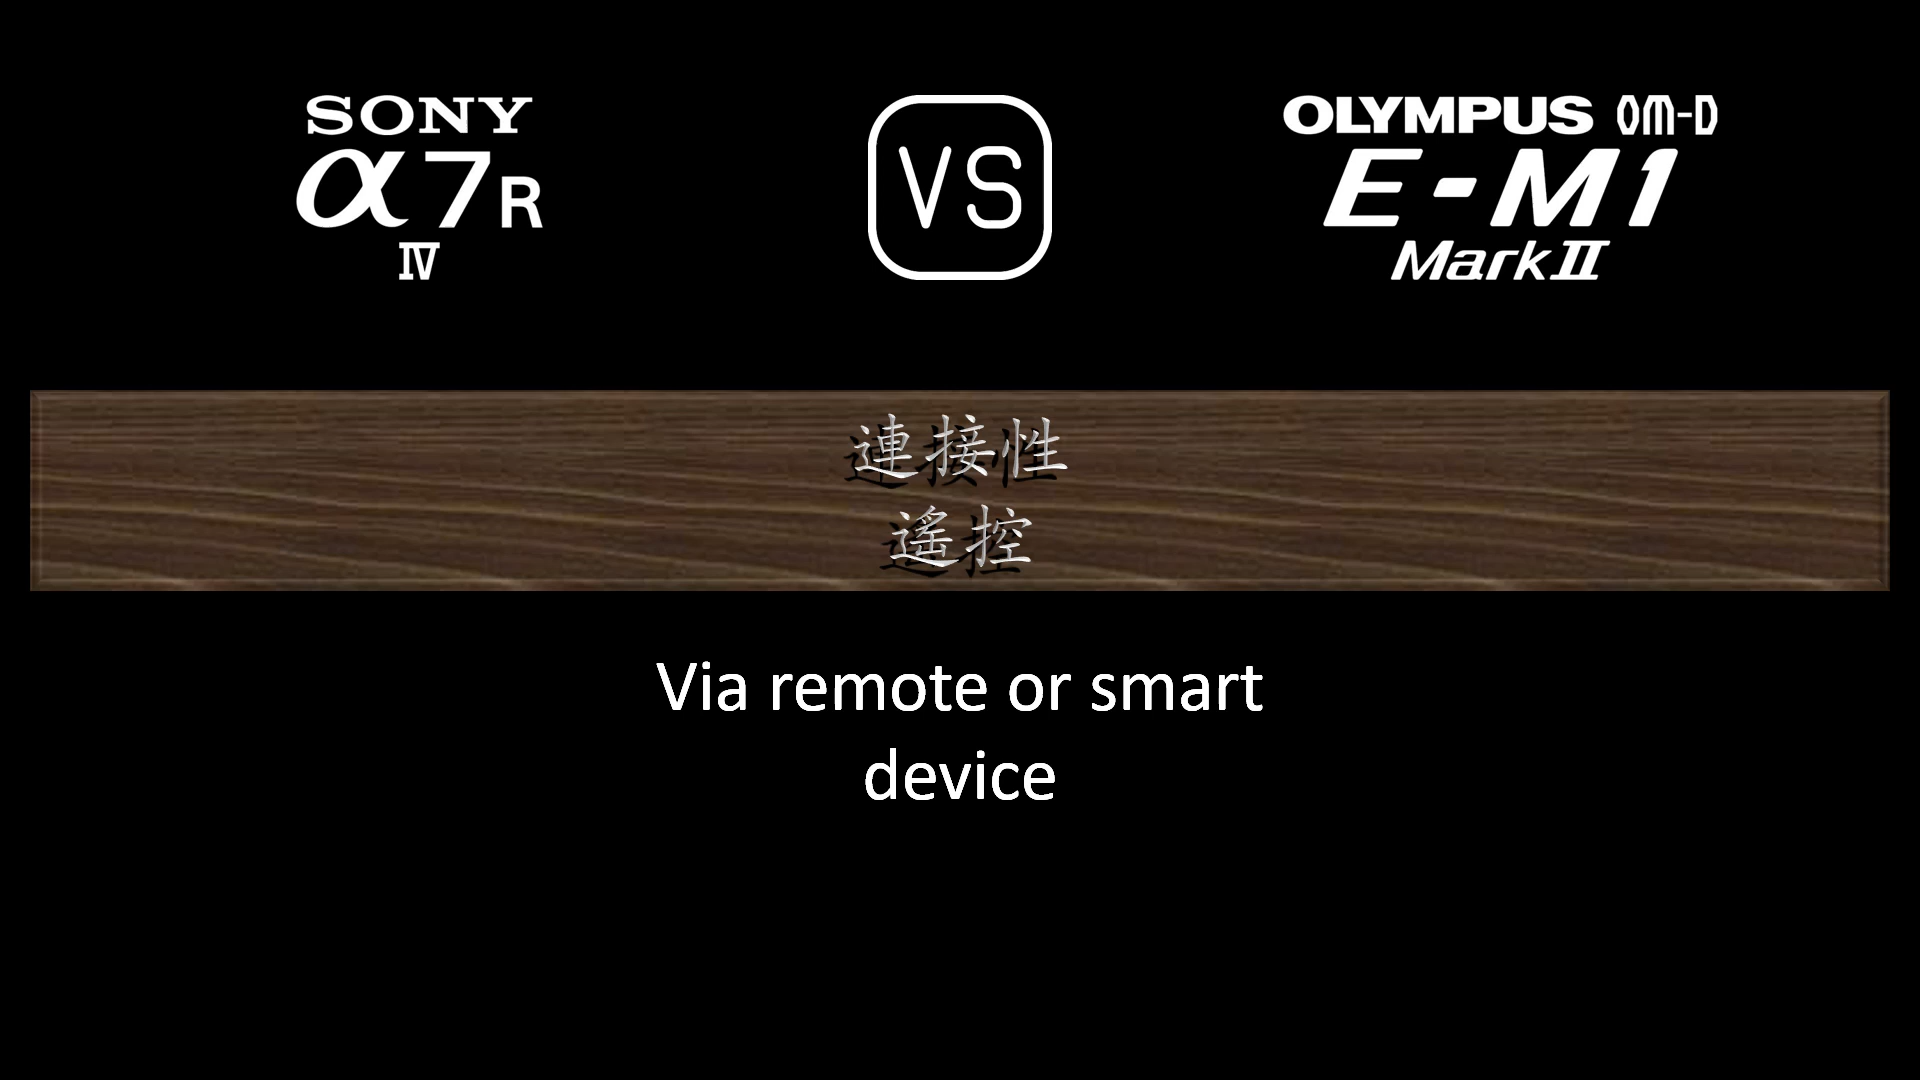 SONY
α7R
IV
VS
OLYMPUS OM-D
E-M1
Mark II
連接性
遙控
Via remote or smart
device